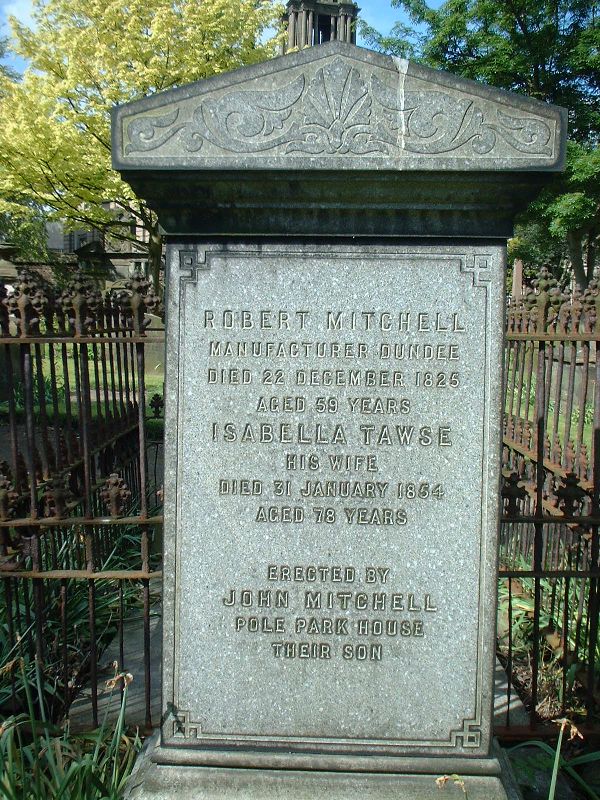 ROBERT MITCHELL
MANUFACTURER DUNDEE
DIED 22 DECEMBER 1825
AGED 59 YEARS
ISABELLA TAWSE
HIS WIFE
DIED 31 JANUARY 1854
AGED 78 YEARS
ERECTED BY
JOHN MITCHELL
POLE PARK HOUSE
THEIR SON